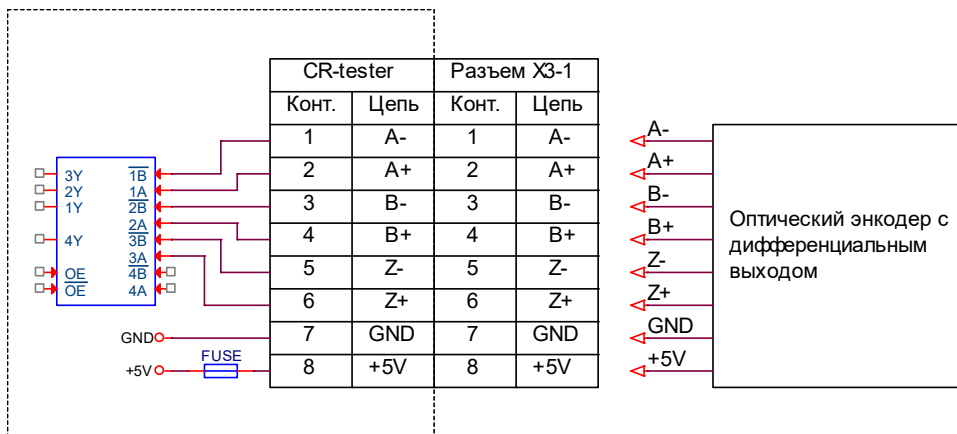 CR-tester Разъем X3-1
Конт. Цепь Конт. Цепь
1 A- 1 A-
2 A+ 2 A+
3 B- 3 B-
4 B+ 4 B+
5 Z- 5 Z-
6 Z+ 6 Z+
7 GND 7 GND
8 +5V 8 +5V
3Y 1B
2Y 1A
1Y 2B
2A
4Y 3B
3A
OE 4B
OE 4A
GND
FUSE
+5V
A-
A+
B-
B+
Z-
Z+
GND
+5V
Оптический энкодер с
дифференциальным
выходом